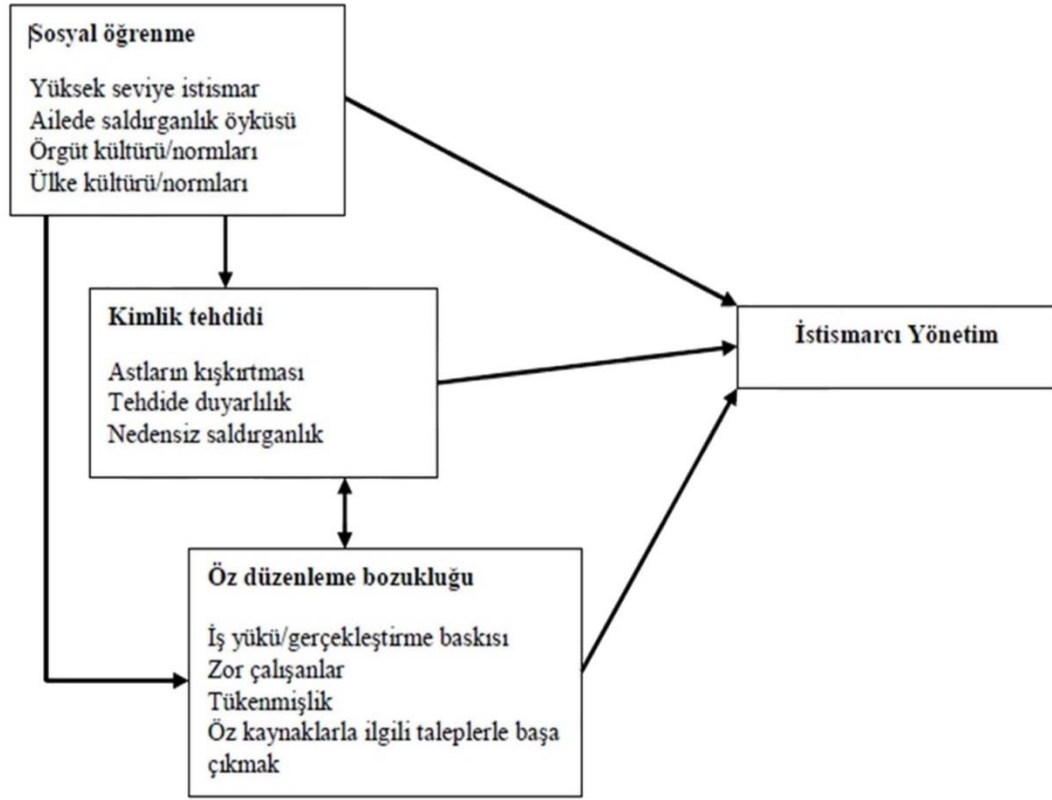 Sosyal öğrenme
Yüksek seviye istismar
Ailede saldırganlık öyküsü
Örgüt kültürü/normları
Ülke kültürü/normları
Kimlik tehdidi
Astların kışkırtması
Tehdide duyarlılık
Nedensiz saldırganlık
İstismarcı Yönetim
Öz düzenleme bozukluğu
İş yükü/gerçekleştirme baskısı
Zor çalışanlar
Tükenmişlik
Öz kaynaklarla ilgili taleplerle başa
çıkmak